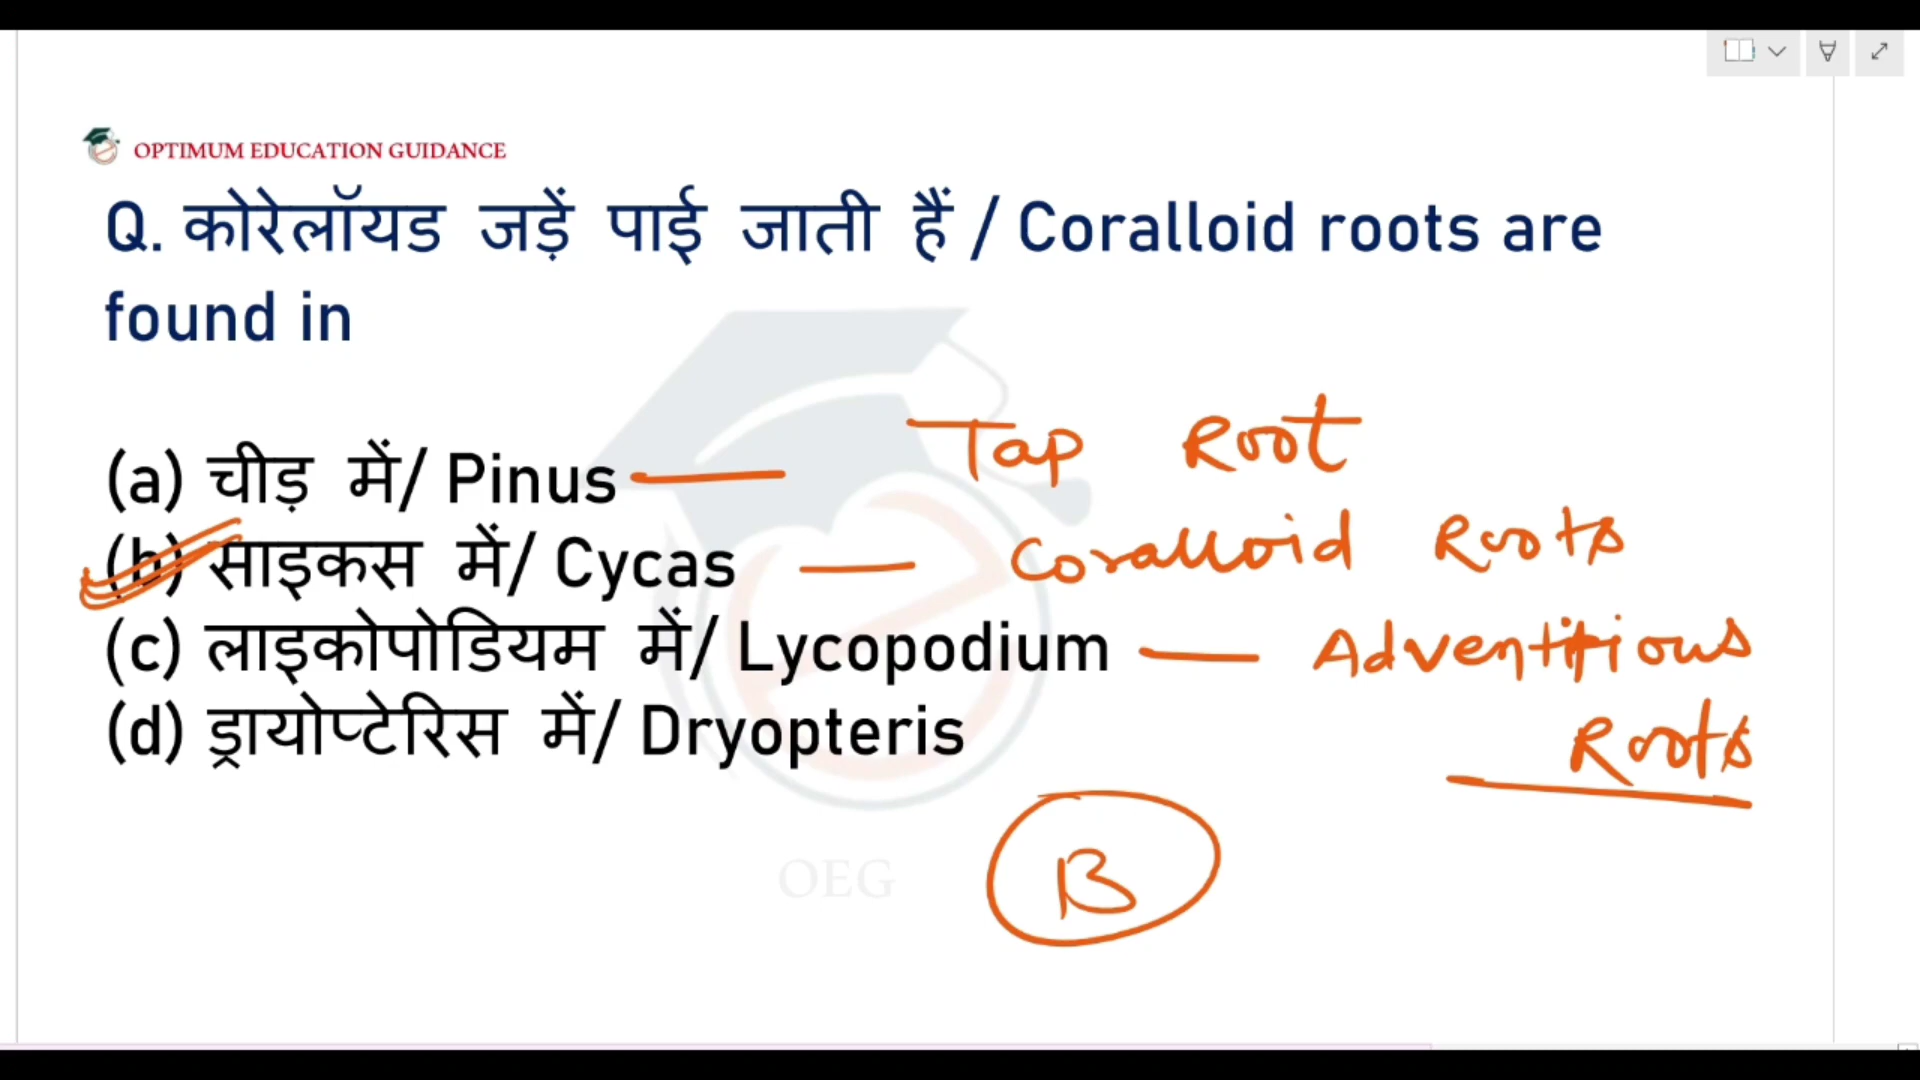 OPTIMUM EDUCATION GUIDANCE
Q. कोरेलॉयड जड़ें पाई जाती हैं / Coralloid roots are
found in
(a) चीड़ में/ Pinus — Tap Root
(b) साइकस में/ Cycas — Coralloid Roots
(c) लाइकोपोडियम में/ Lycopodium — Adventitious
Roots
(d) ड्रायोप्टेरिस में/ Dryopteris
B
OEG